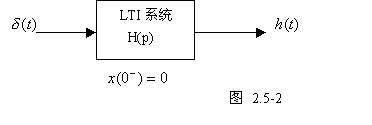 δ(t)
LTI 系统
H(p)
h(t)
x(0⁻) = 0
图 2.5-2